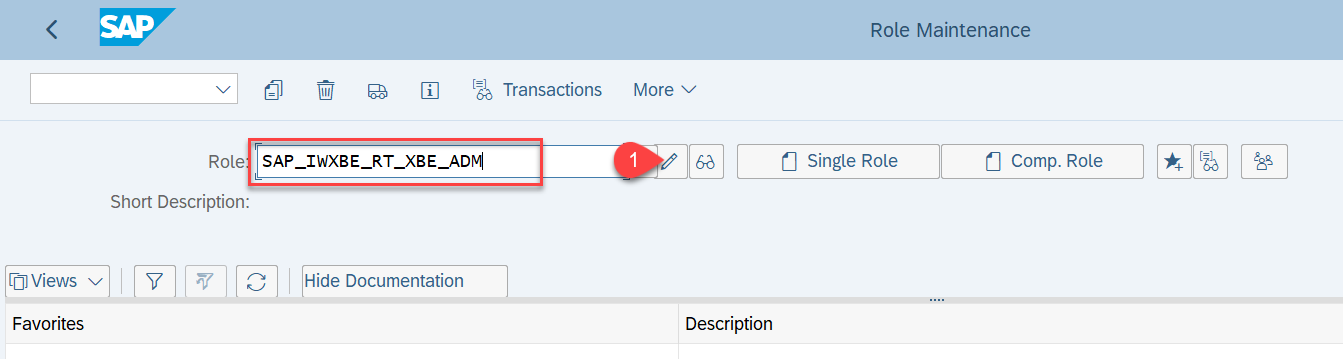 SAP Role Maintenance
Transactions More
Role: SAP_IWXBE_RT_XBE_ADM 1 Single Role Comp. Role
Short Description:
Views Hide Documentation
Favorites Description